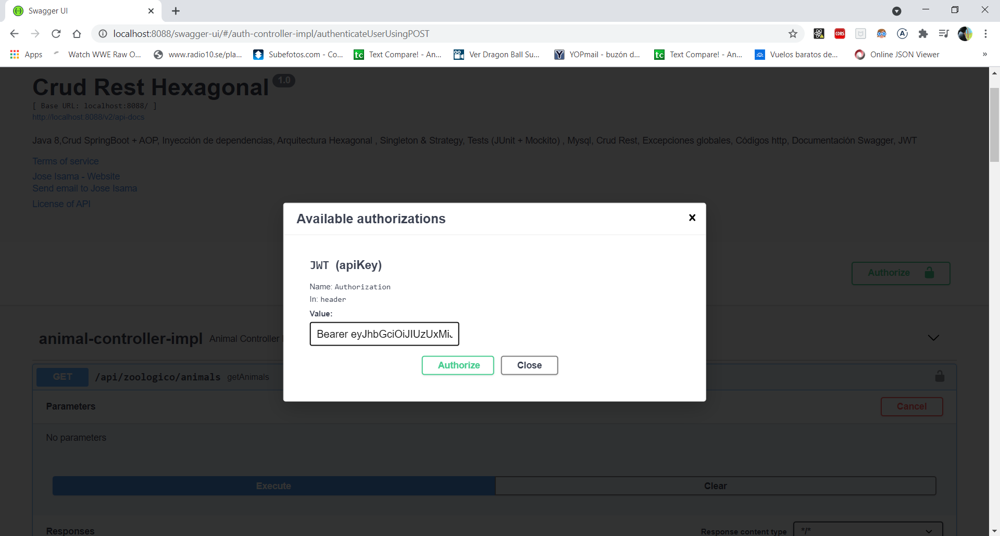 Swagger UI
localhost:8088/swagger-ui/#/auth-controller-impl/authenticateUserUsingPOST
CORS
Apps
Watch WWE Raw O...
www.radio10.se/pla...
Subefotos.com - Co...
tc
Text Compare! - An...
Ver Dragon Ball Su...
YOPmail - buzón d...
tc
Text Compare! - An...
Vuelos baratos de...
Online JSON Viewer
»
Crud Rest Hexagonal 1.0
[ Base URL: localhost:8088/ ]
http://localhost:8088/v2/api-docs
Java 8,Crud SpringBoot + AOP, Inyección de dependencias, Arquitectura Hexagonal , Singleton & Strategy, Tests (JUnit + Mockito) , Mysql, Crud Rest, Excepciones globales, Códigos http, Documentación Swagger, JWT
Terms of service
Jose Isama - Website
Send email to Jose Isama
License of API
Available authorizations
JWT (apiKey)
Name: Authorization
In: header
Value:
Bearer eyJhbGciOiJIUzUxMiJ
Authorize
Close
Authorize
animal-controller-impl Animal Controller
GET /api/zoologico/animals getAnimals
Parameters
Cancel
No parameters
Execute
Clear
Responses
Response content type
*/*